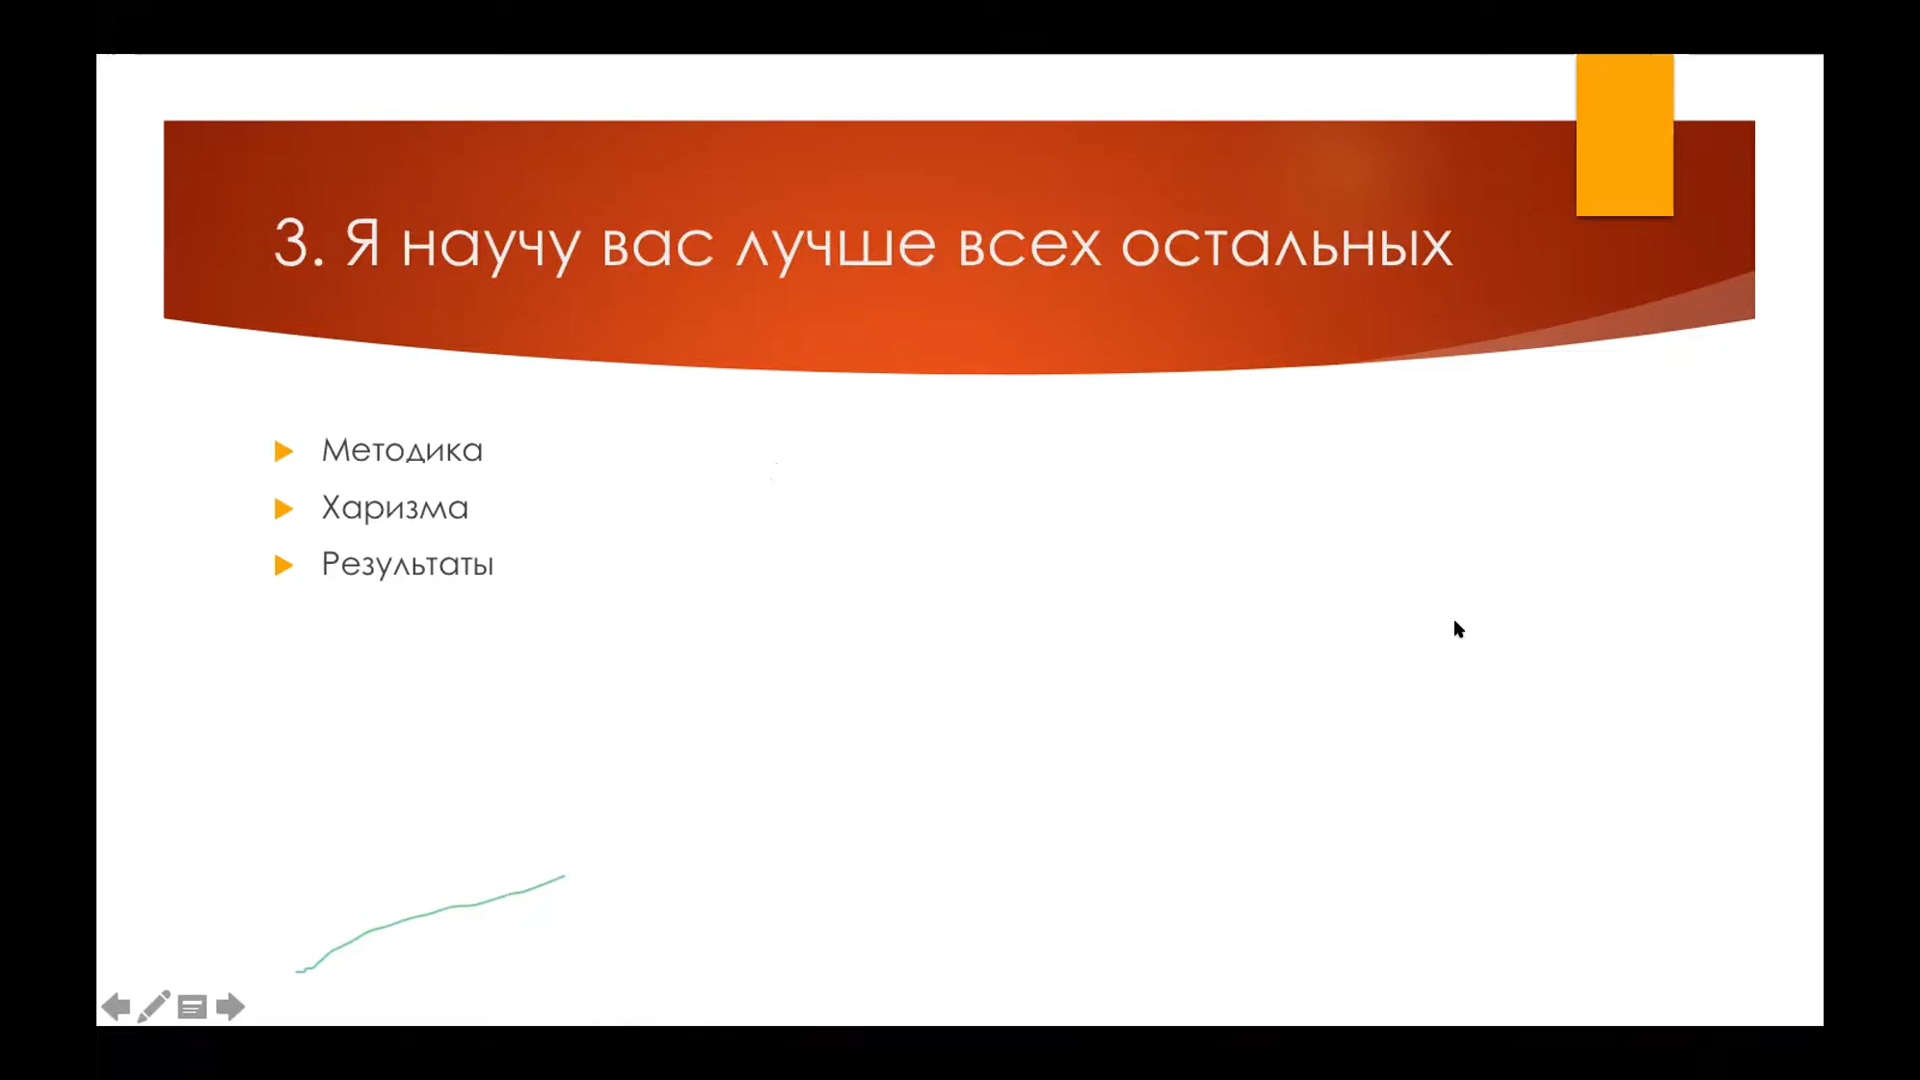 3. Я научу вас лучше всех остальных
Методика
Харизма
Результаты